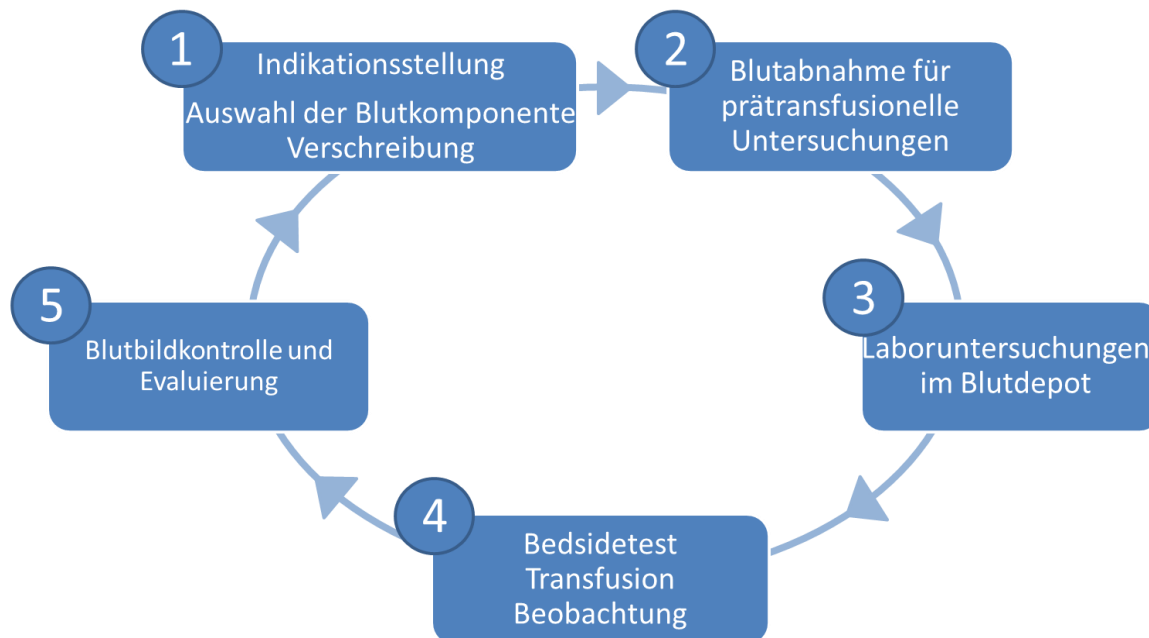 1
Indikationsstellung
Auswahl der Blutkomponente
Verschreibung
2
Blutabnahme für
prätransfusionelle
Untersuchungen
3
Laboruntersuchungen
im Blutdepot
4
Bedsidetest
Transfusion
Beobachtung
5
Blutbildkontrolle und
Evaluierung